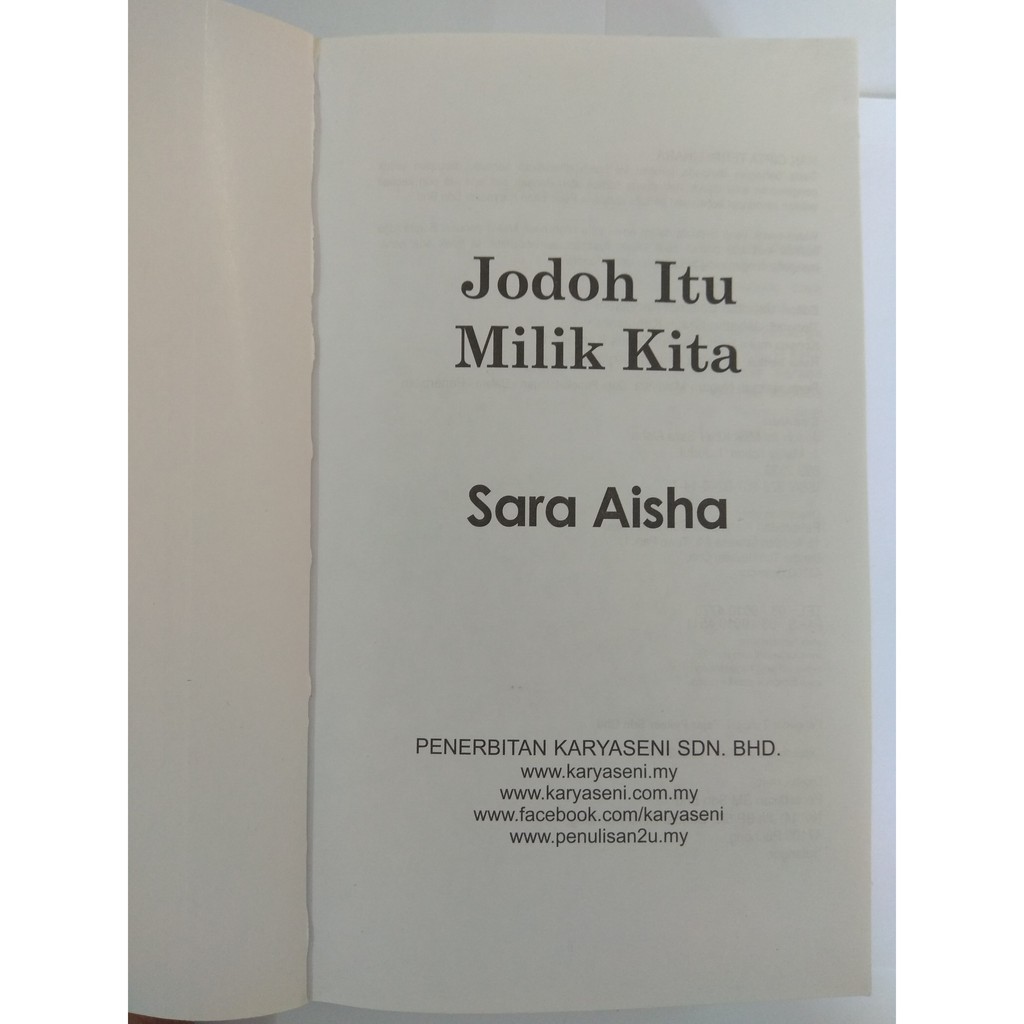 Jodoh Itu
Milik Kita
Sara Aisha
PENERBITAN KARYASENI SDN. BHD.
www.karyaseni.my
www.karyaseni.com.my
www.facebook.com/karyaseni
www.penulisan2u.my